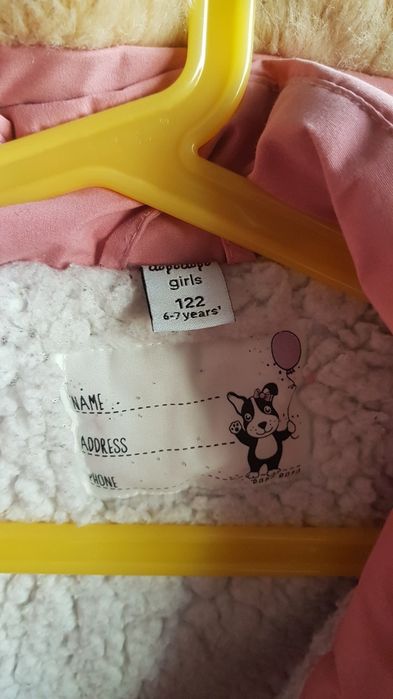 girls
122
6-7 years'
NAME
ADDRESS
PHONE